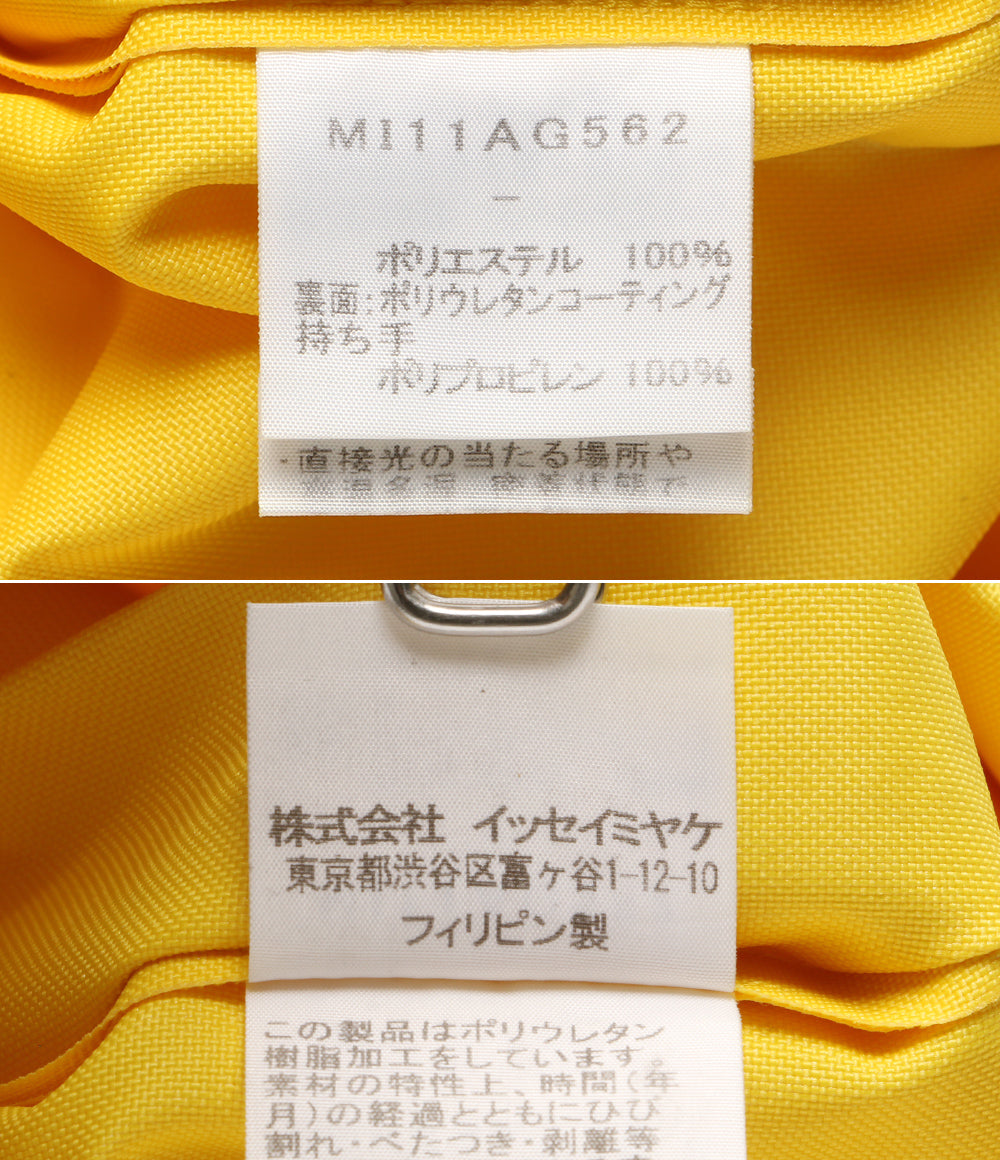 MI11AG562
－
ポリエステル 100%
裏面:ポリウレタンコーティング
持ち手
ポリプロピレン 100%
・直接光の当たる場所や
株式会社 イッセイミヤケ
東京都渋谷区富ヶ谷1-12-10
フィリピン製
この製品はポリウレタン
樹脂加工をしています。
素材の特性上、時間(年
月)の経過とともにひび
割れ・べたつき・剥離等